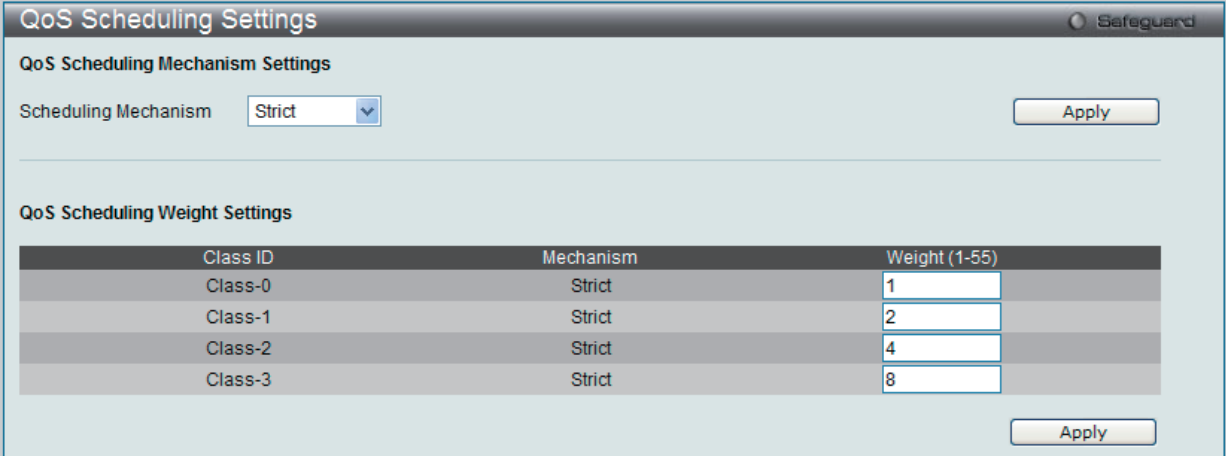 QoS Scheduling Settings
Safeguard
QoS Scheduling Mechanism Settings
Scheduling Mechanism Strict Apply
QoS Scheduling Weight Settings
Class ID Mechanism Weight (1-55)
Class-0 Strict 1
Class-1 Strict 2
Class-2 Strict 4
Class-3 Strict 8
Apply